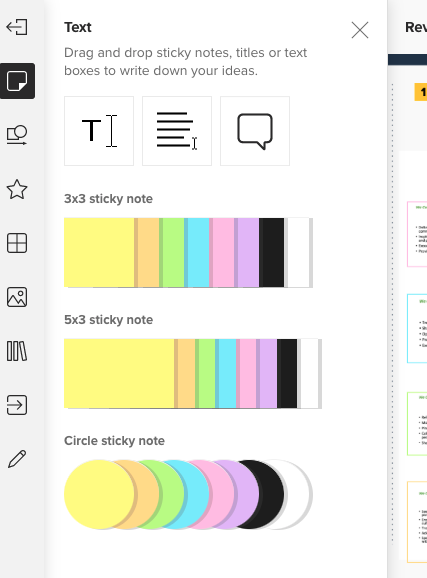 Text
Rev
Drag and drop sticky notes, titles or text
boxes to write down your ideas.
T
1
3x3 sticky note
5x3 sticky note
Circle sticky note